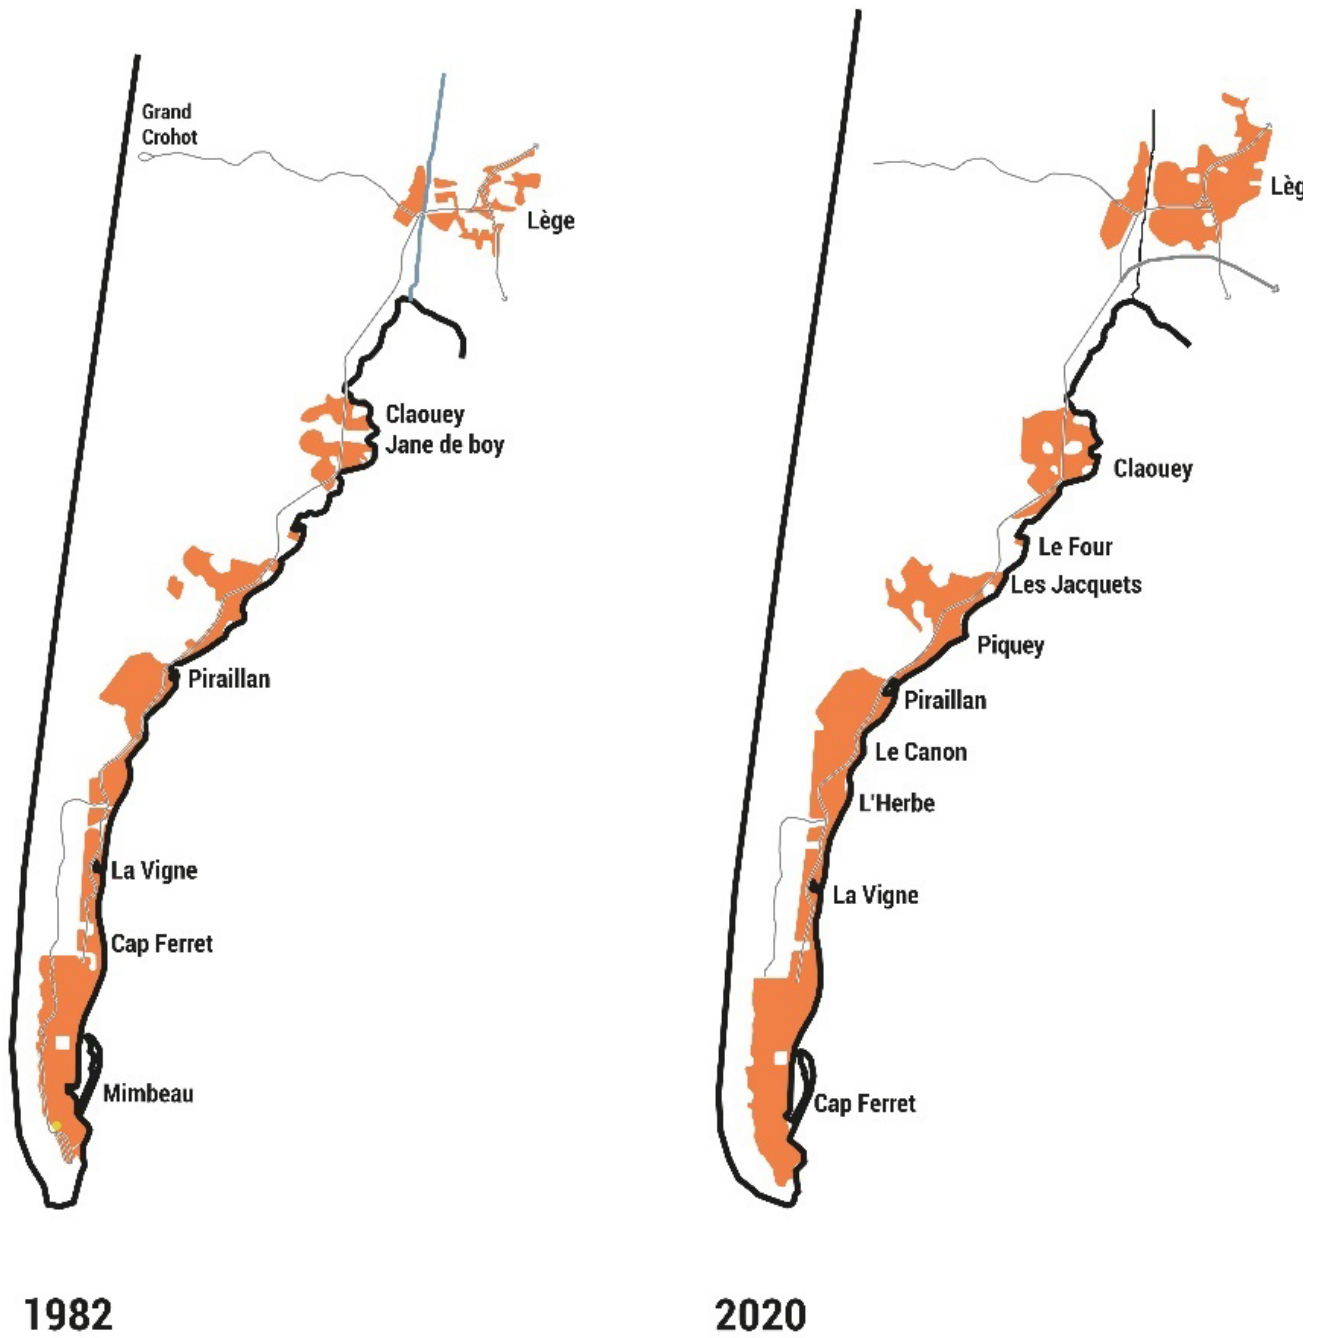 Grand
Crohot
Lège
Claouey
Jane de boy
Piraillan
La Vigne
Cap Ferret
Mimbeau
1982
Lèg
Claouey
Le Four
Les Jacquets
Piquey
Piraillan
Le Canon
L'Herbe
La Vigne
Cap Ferret
2020